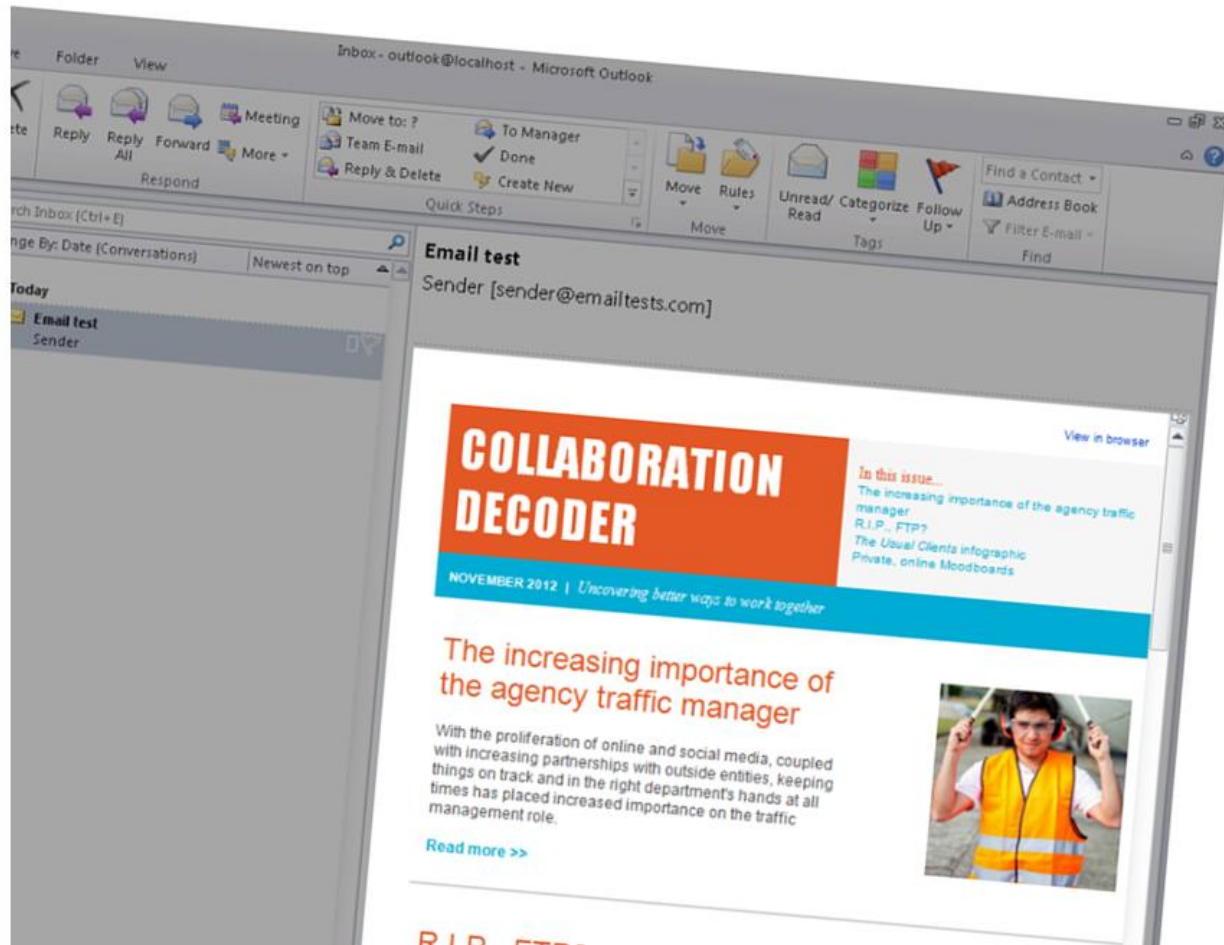 Inbox - outlook@localhost - Microsoft Outlook
Folder View
Reply
Reply All
Forward
Meeting
More
Respond
Move to: ?
Team E-mail
Reply & Delete
To Manager
Done
Create New
Quick Steps
Move
Rules
Move
Unread/ Read
Categorize
Follow Up
Tags
Find a Contact
Address Book
Filter E-mail
Find
Inbox (Ctrl+E)
By: Date (Conversations) Newest on top
Today
Email test
Sender
Email test
Sender [sender@emailtests.com]
View in browser
COLLABORATION
DECODER
In this issue...
The increasing importance of the agency traffic
manager
R.I.P., FTP?
The Usual Clients infographic
Private, online Moodboards
NOVEMBER 2012 | Uncovering better ways to work together
The increasing importance of
the agency traffic manager
With the proliferation of online and social media, coupled
with increasing partnerships with outside entities, keeping
things on track and in the right department's hands at all
times has placed increased importance on the traffic
management role.
Read more >>